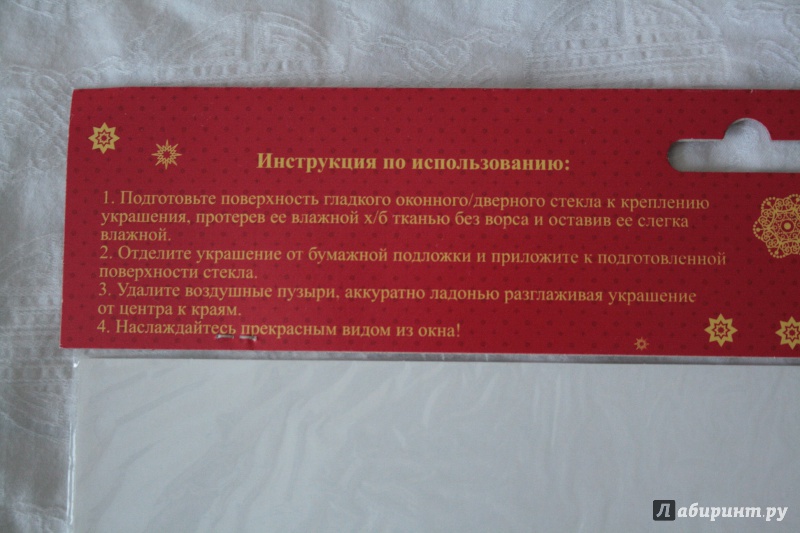 Инструкция по использованию:
1. Подготовьте поверхность гладкого оконного/дверного стекла к креплению
украшения, протерев ее влажной х/б тканью без ворса и оставив ее слегка
влажной.
2. Отделите украшение от бумажной подложки и приложите к подготовленной
поверхности стекла.
3. Удалите воздушные пузыри, аккуратно ладонью разглаживая украшение
от центра к краям.
4. Наслаждайтесь прекрасным видом из окна!
Лабиринт.ру